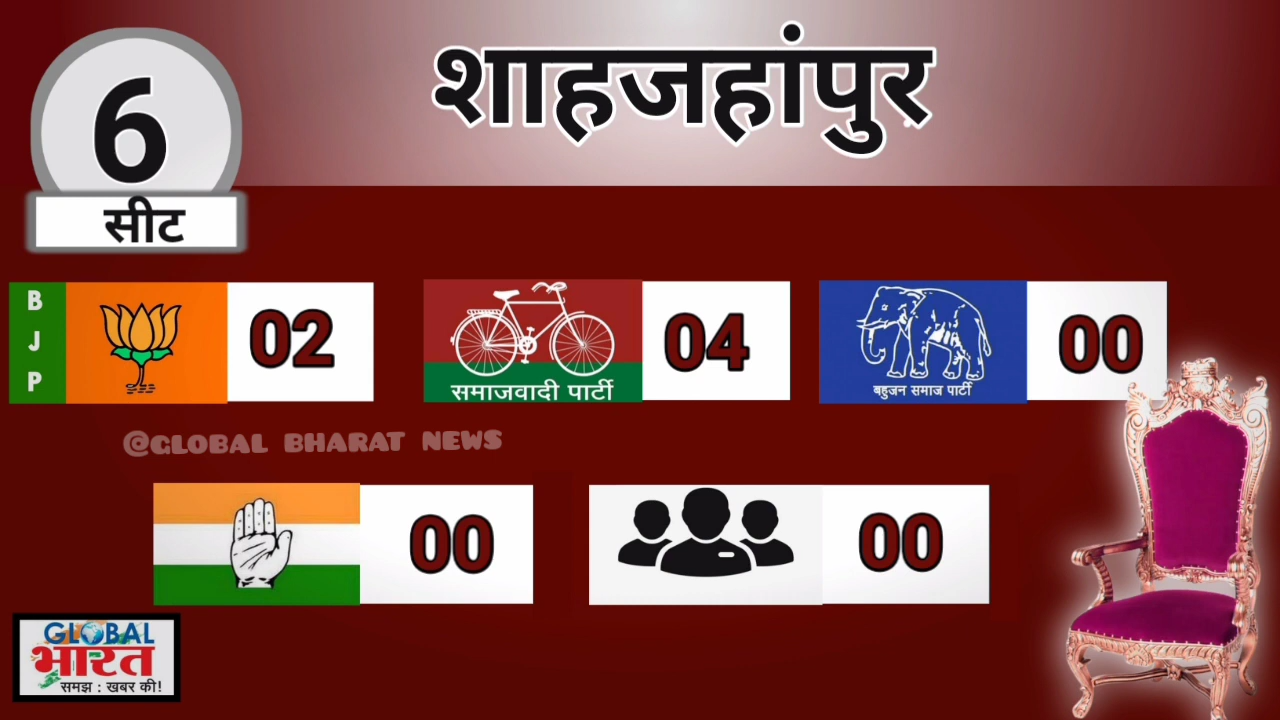 शाहजहांपुर
6
सीट
B
J
P
02
समाजवादी पार्टी
04
बहुजन समाज पार्टी
00
@GLOBAL BHARAT NEWS
00
00
GLOBAL
भारत
समझ : खबर की!